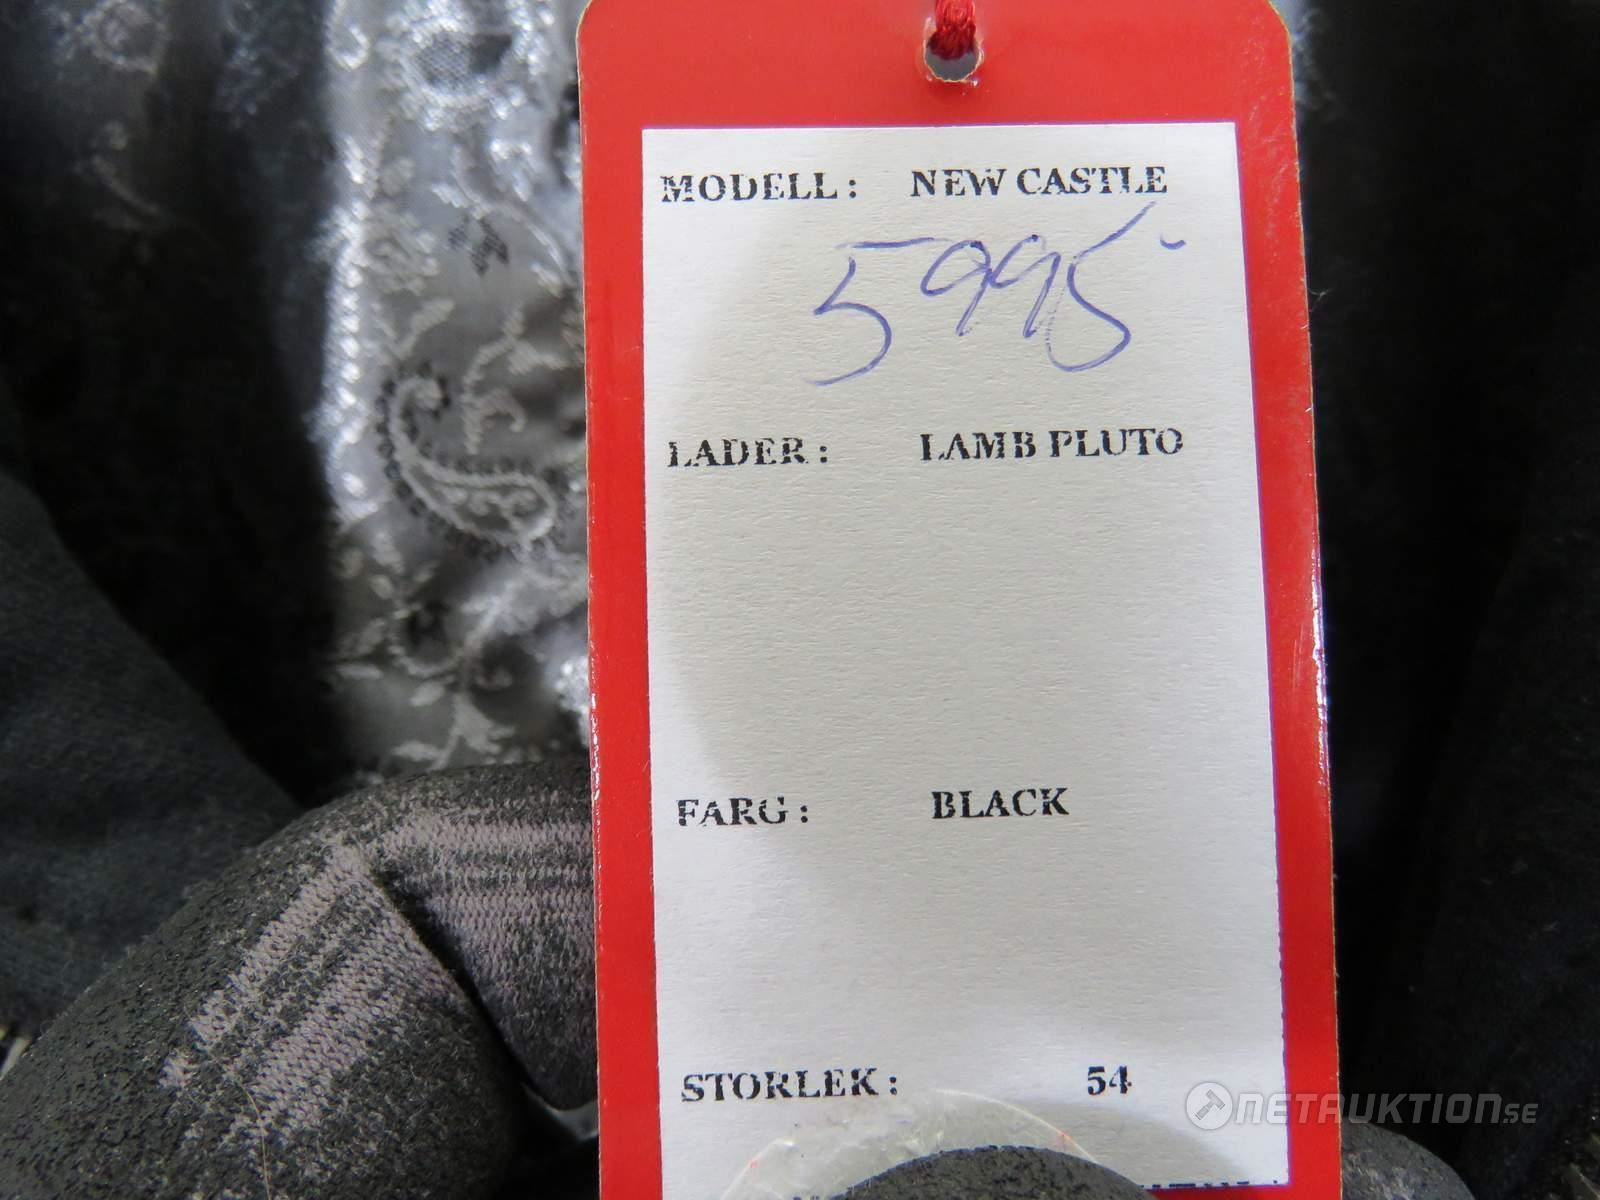 MODELL: NEW CASTLE
5995-
LADER: LAMB PLUTO
FARG: BLACK
STORLEK: 54
NETAUKTION.SE